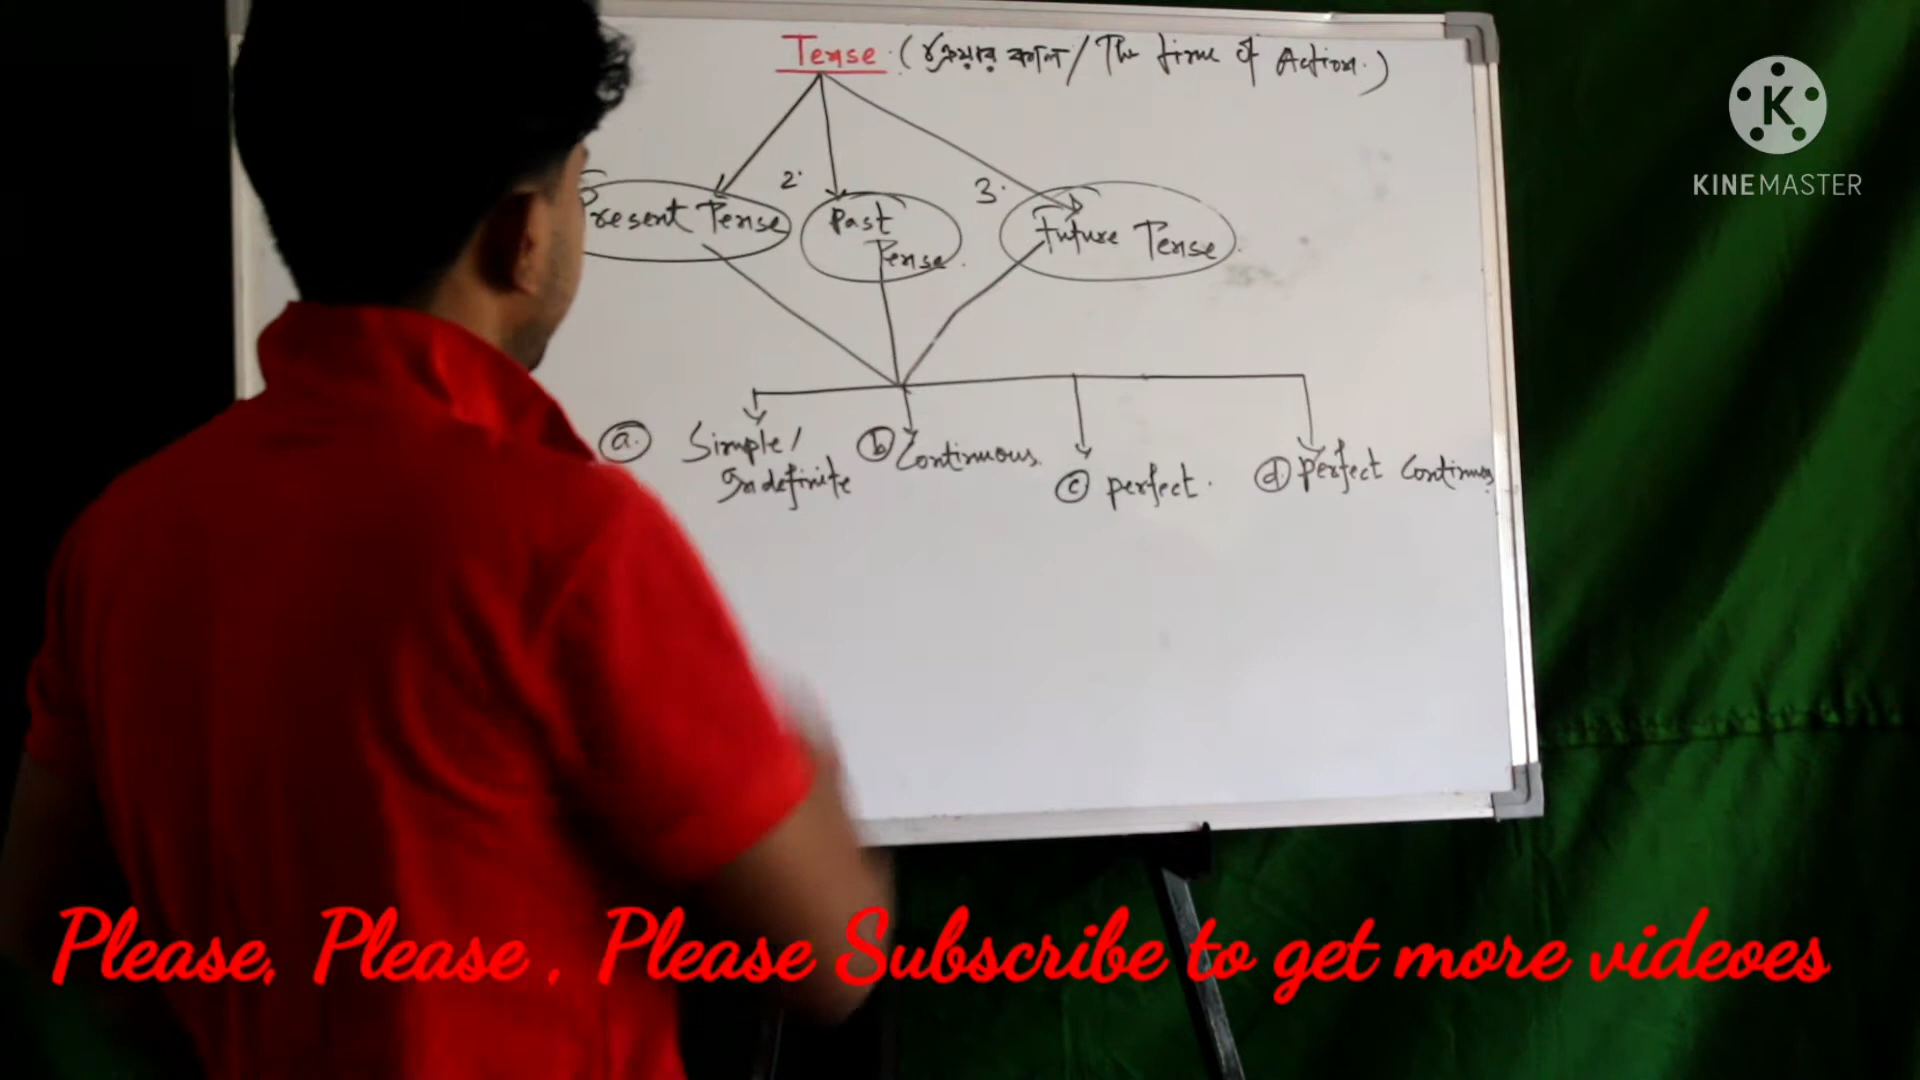 Tense. (ক্রিয়ার কাল / The time of Action.)
2. 3.
Present Tense
Past
Tense.
Future Tense.
a. Simple /
Indefinite
b Continuous.
c perfect.
d. Perfect Continuos
KINEMASTER
Please, Please , Please Subscribe to get more videoes